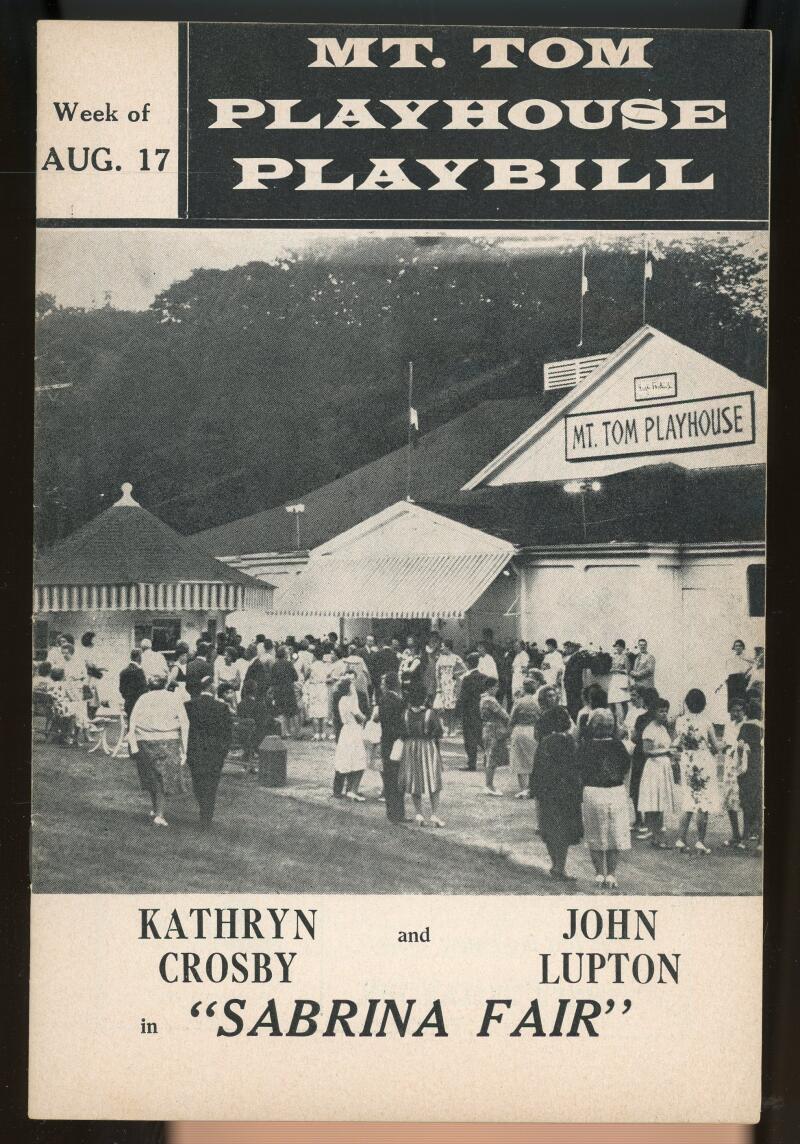 Week of
AUG. 17
MT. TOM
PLAYHOUSE
PLAYBILL
MT. TOM PLAYHOUSE
KATHRYN
CROSBY
and
JOHN
LUPTON
in "SABRINA FAIR"